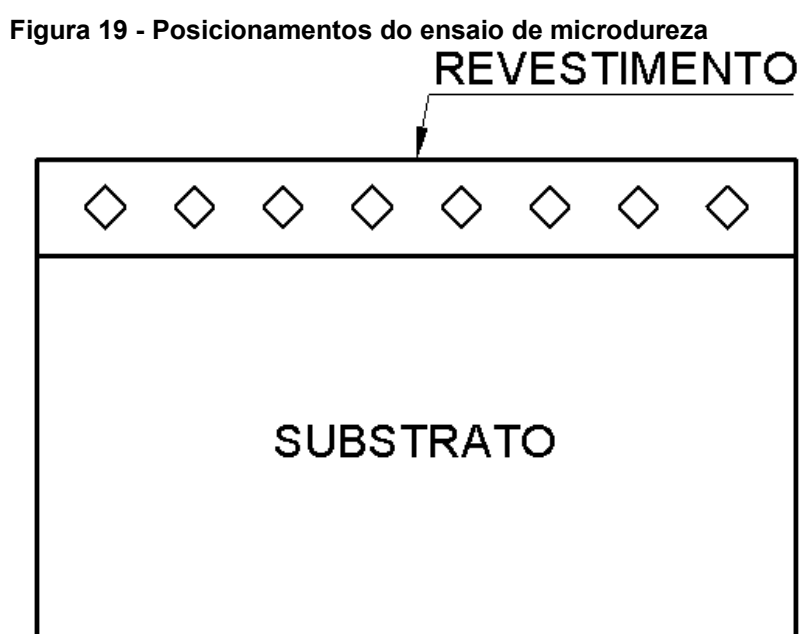 Figura 19 - Posicionamentos do ensaio de microdureza
REVESTIMENTO
SUBSTRATO